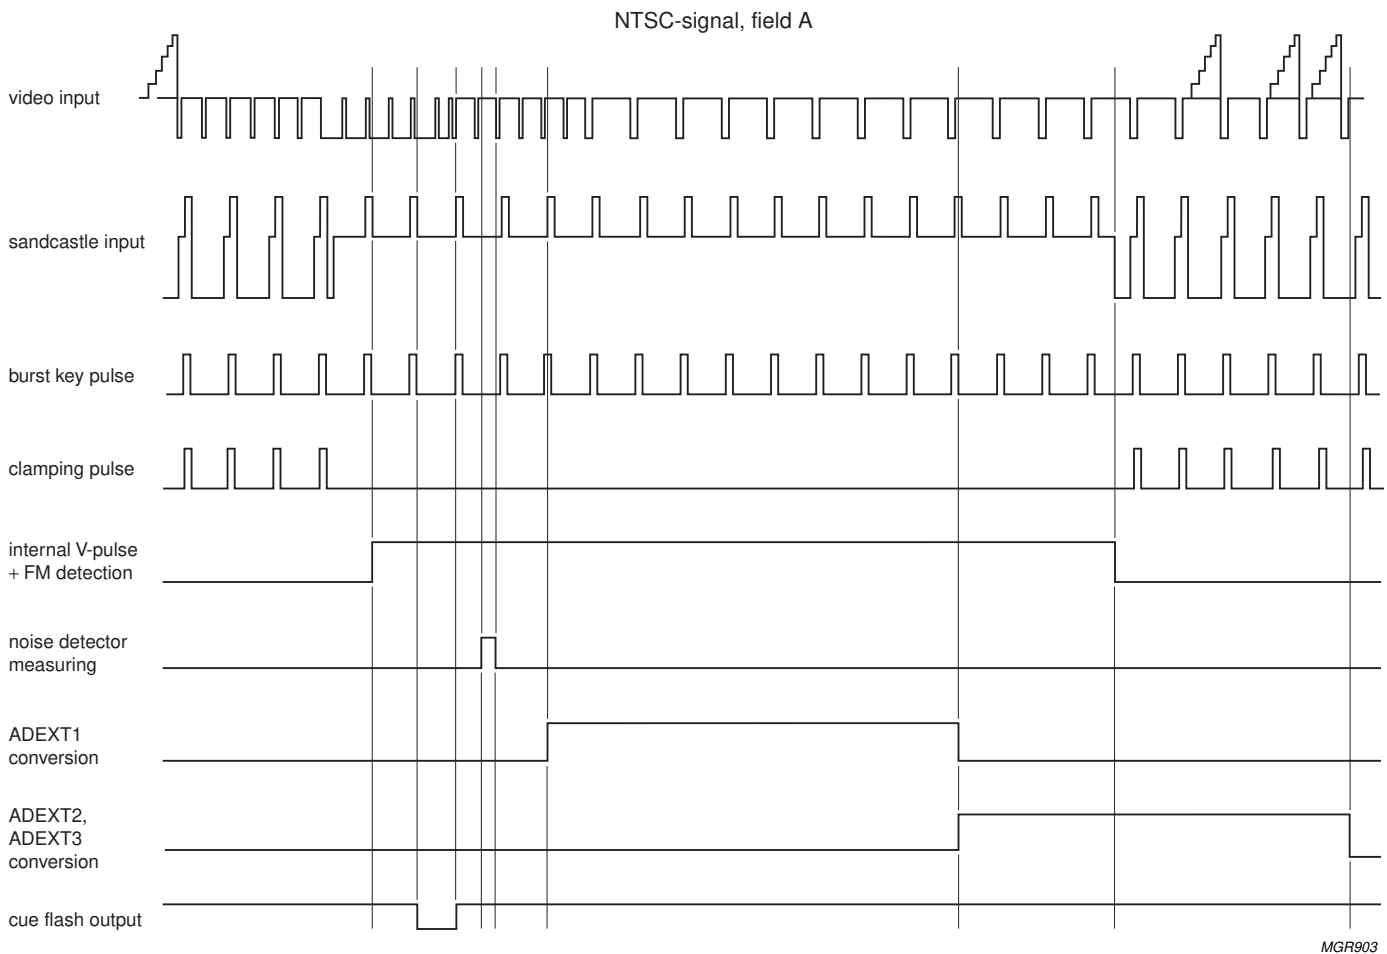 NTSC-signal, field A
video input
sandcastle input
burst key pulse
clamping pulse
internal V-pulse
+ FM detection
noise detector
measuring
ADEXT1
conversion
ADEXT2,
ADEXT3
conversion
cue flash output
MGR903